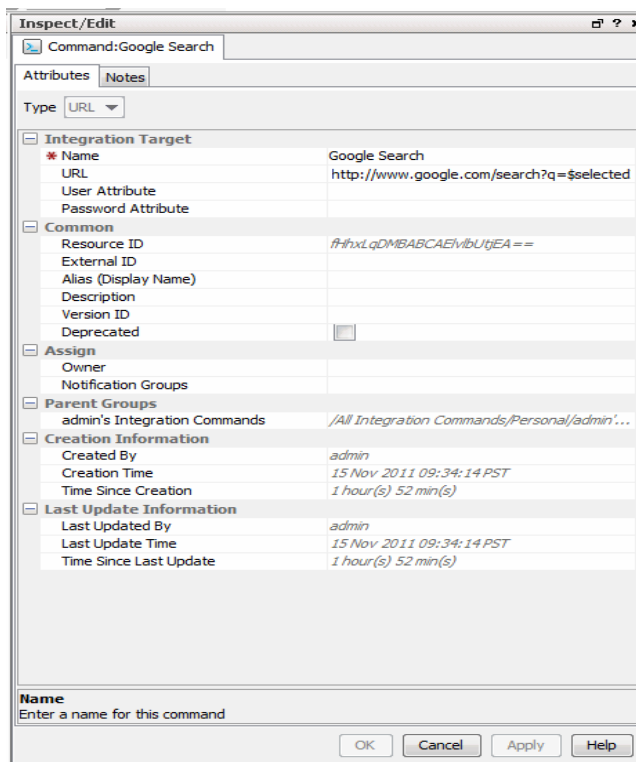 Inspect/Edit
Command:Google Search
Attributes Notes
Type URL
Integration Target
Name Google Search
URL http://www.google.com/search?q=$selected
User Attribute
Password Attribute
Common
Resource ID
External ID
Alias (Display Name)
Description
Version ID
Deprecated
Assign
Owner
Notification Groups
Parent Groups
admin's Integration Commands /All Integration Commands/Personal/admin'...
Creation Information
Created By admin
Creation Time 15 Nov 2011 09:34:14 PST
Time Since Creation 1 hour(s) 52 min(s)
Last Update Information
Last Updated By admin
Last Update Time 15 Nov 2011 09:34:14 PST
Time Since Last Update 1 hour(s) 52 min(s)
Name
Enter a name for this command
OK Cancel Apply Help